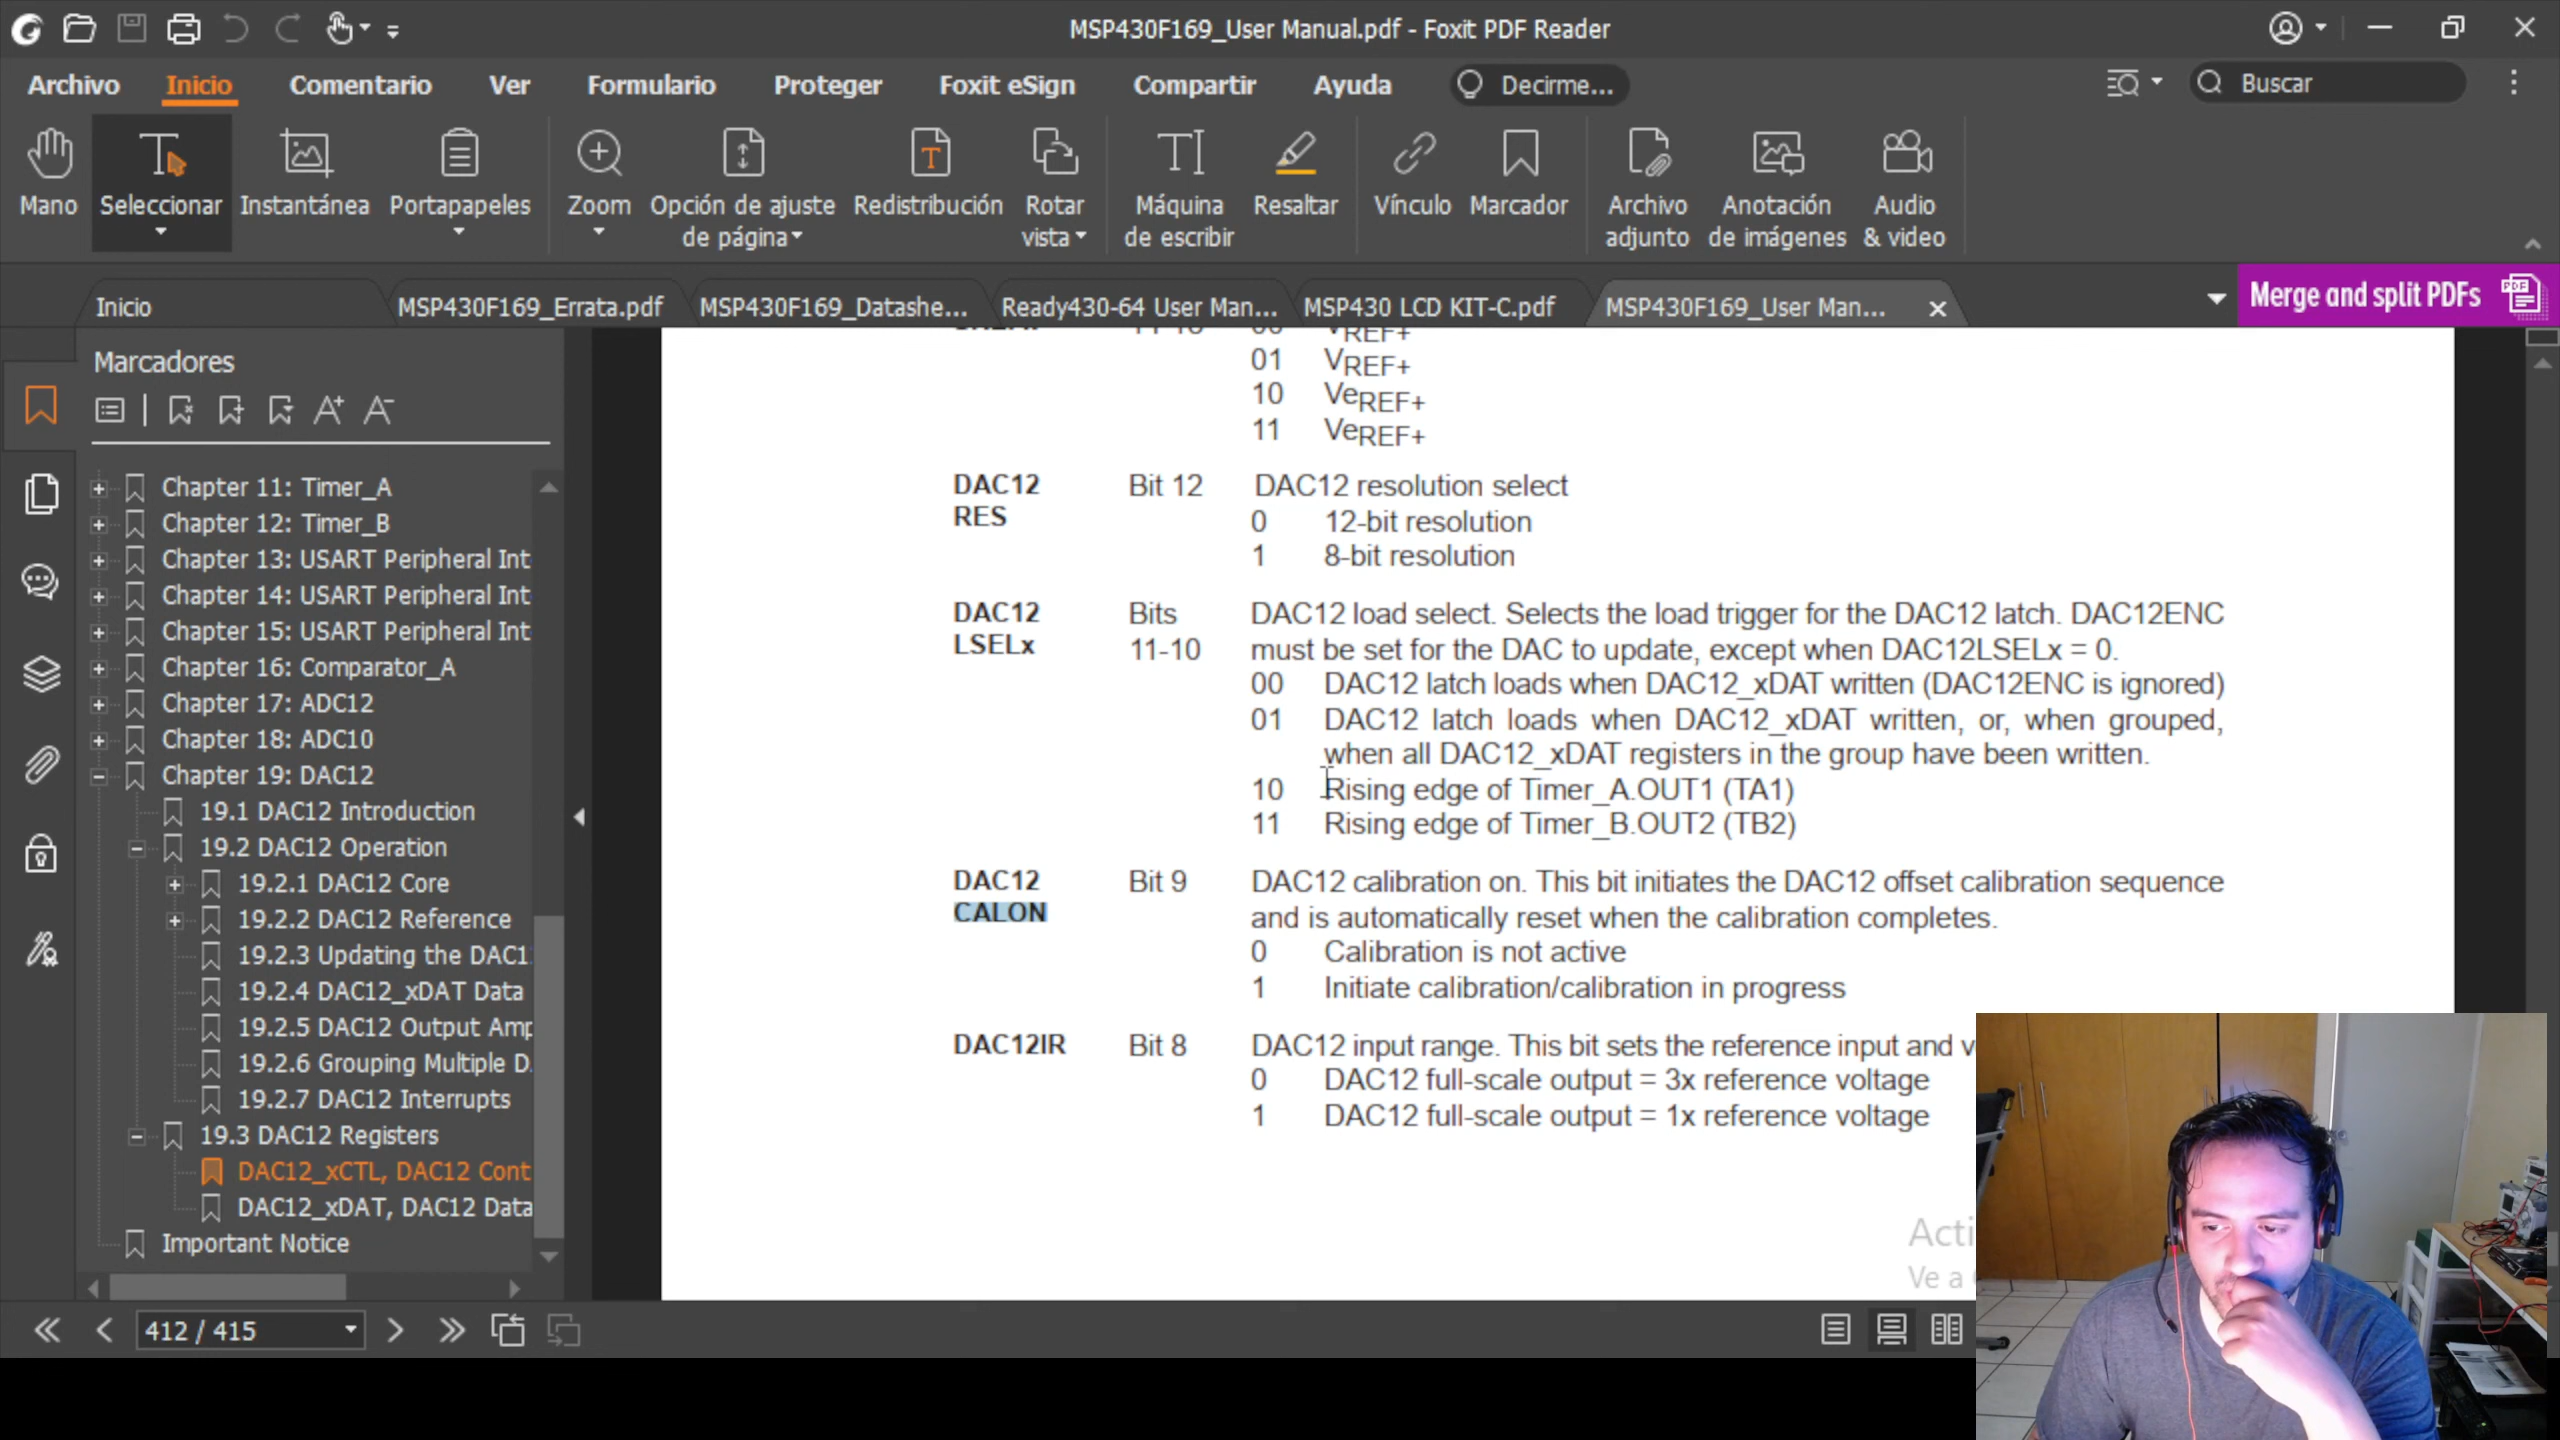 MSP430F169_User Manual.pdf - Foxit PDF Reader
Archivo Inicio Comentario Ver Formulario Proteger Foxit eSign Compartir Ayuda Decirme... Buscar
Mano Seleccionar Instantánea Portapapeles Zoom Opción de ajuste de página Redistribución Rotar vista Máquina de escribir Resaltar Vínculo Marcador Archivo adjunto Anotación de imágenes Audio & video
Inicio MSP430F169_Errata.pdf MSP430F169_Datashe... Ready430-64 User Man... MSP430 LCD KIT-C.pdf MSP430F169_User Man... Merge and split PDFs
Marcadores
Chapter 11: Timer_A
Chapter 12: Timer_B
Chapter 13: USART Peripheral Int
Chapter 14: USART Peripheral Int
Chapter 15: USART Peripheral Int
Chapter 16: Comparator_A
Chapter 17: ADC12
Chapter 18: ADC10
Chapter 19: DAC12
19.1 DAC12 Introduction
19.2 DAC12 Operation
19.2.1 DAC12 Core
19.2.2 DAC12 Reference
19.2.3 Updating the DAC1
19.2.4 DAC12_xDAT Data
19.2.5 DAC12 Output Amp
19.2.6 Grouping Multiple D
19.2.7 DAC12 Interrupts
19.3 DAC12 Registers
DAC12_xCTL, DAC12 Cont
DAC12_xDAT, DAC12 Data
Important Notice
412 / 415
VREF+
01 VREF+
10 VeREF+
11 VeREF+
DAC12 RES Bit 12 DAC12 resolution select
0 12-bit resolution
1 8-bit resolution
DAC12 LSELx Bits 11-10 DAC12 load select. Selects the load trigger for the DAC12 latch. DAC12ENC
must be set for the DAC to update, except when DAC12LSELx = 0.
00 DAC12 latch loads when DAC12_xDAT written (DAC12ENC is ignored)
01 DAC12 latch loads when DAC12_xDAT written, or, when grouped,
when all DAC12_xDAT registers in the group have been written.
10 Rising edge of Timer_A.OUT1 (TA1)
11 Rising edge of Timer_B.OUT2 (TB2)
DAC12 CALON Bit 9 DAC12 calibration on. This bit initiates the DAC12 offset calibration sequence
and is automatically reset when the calibration completes.
0 Calibration is not active
1 Initiate calibration/calibration in progress
DAC12IR Bit 8 DAC12 input range. This bit sets the reference input and v
0 DAC12 full-scale output = 3x reference voltage
1 DAC12 full-scale output = 1x reference voltage
Acti
Ve a